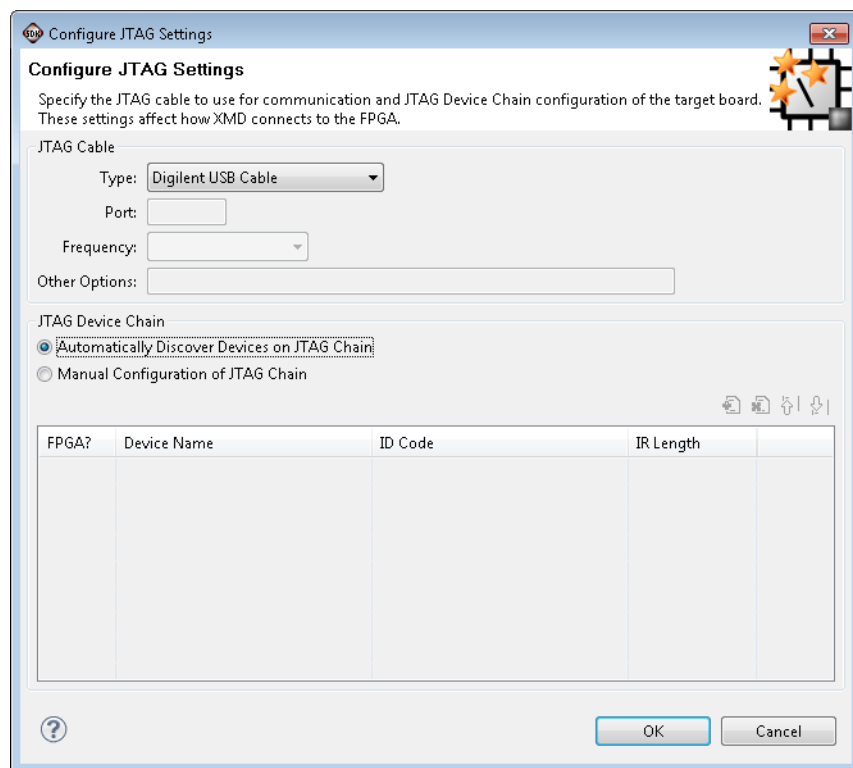 SDK Configure JTAG Settings
Configure JTAG Settings
Specify the JTAG cable to use for communication and JTAG Device Chain configuration of the target board.
These settings affect how XMD connects to the FPGA.
JTAG Cable
Type: Digilent USB Cable
Port:
Frequency:
Other Options:
JTAG Device Chain
Automatically Discover Devices on JTAG Chain
Manual Configuration of JTAG Chain
FPGA? Device Name ID Code IR Length
OK Cancel